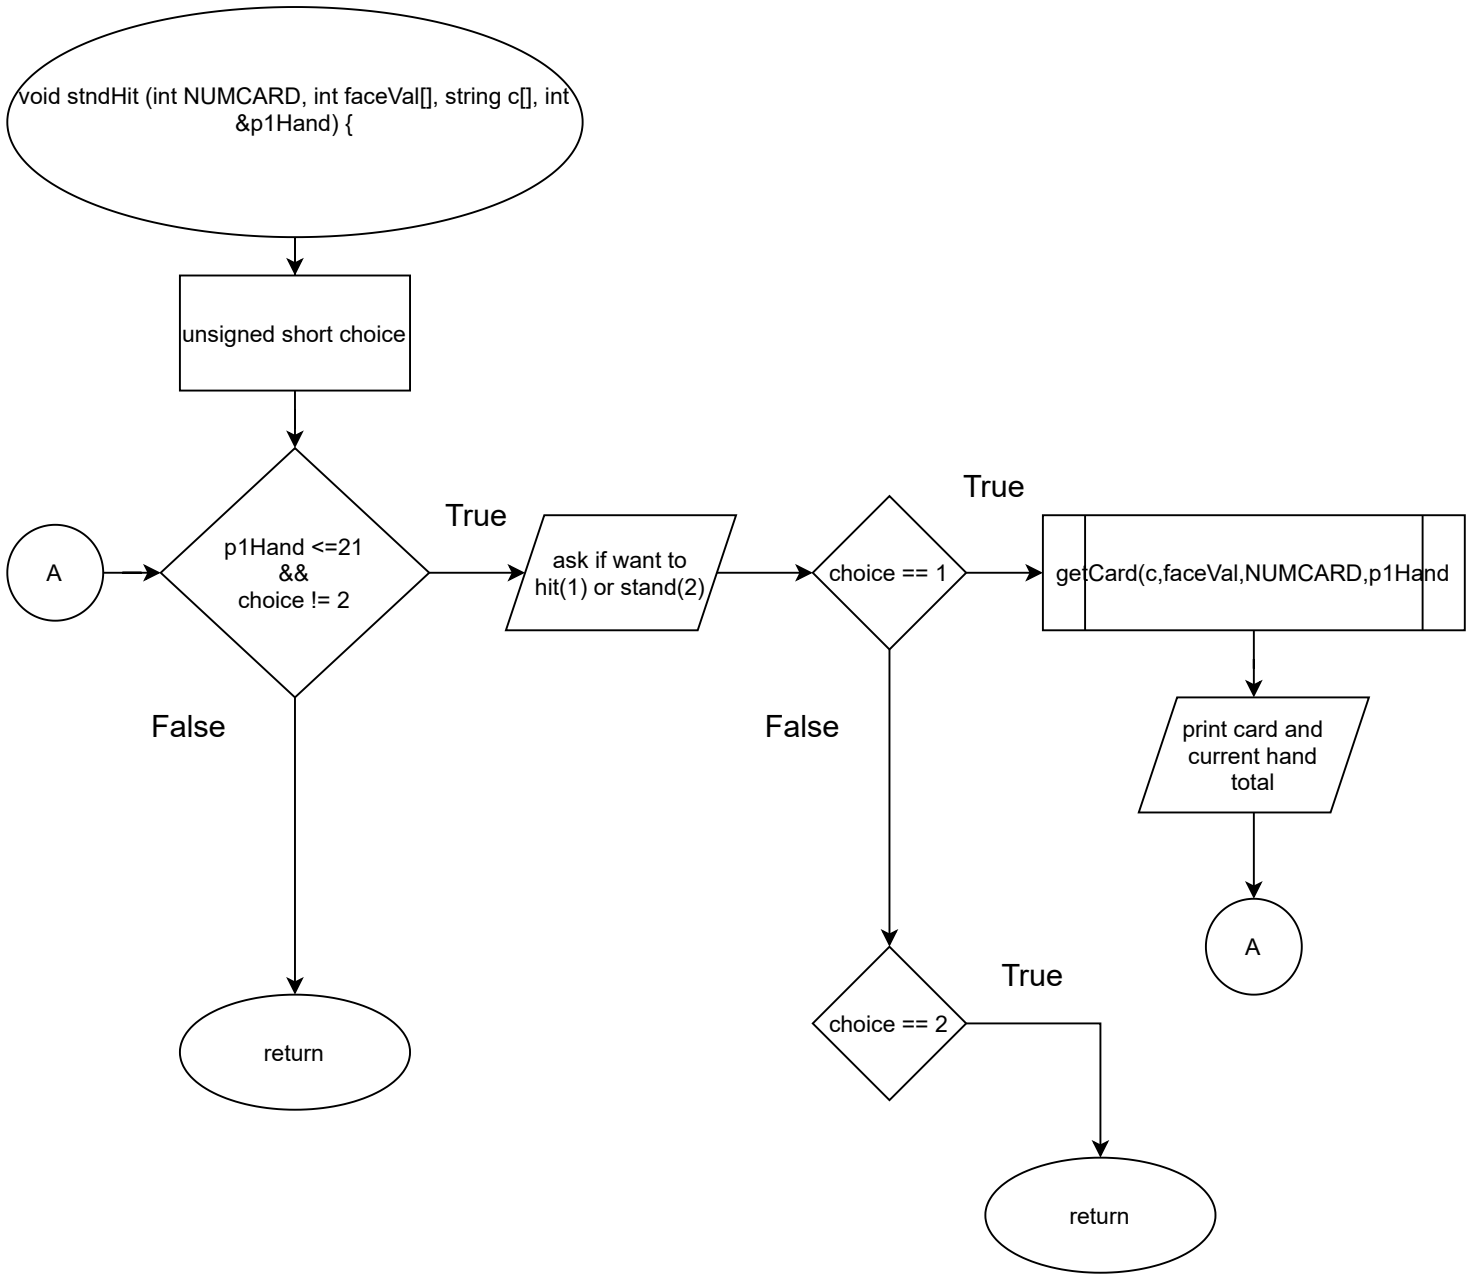 void stndHit (int NUMCARD, int faceVal[], string c[], int
&p1Hand) {
unsigned short choice
p1Hand <=21
&&
choice != 2
A
True
False
ask if want to
hit(1) or stand(2)
choice == 1
True
False
getCard(c,faceVal,NUMCARD,p1Hand
print card and
current hand
total
A
choice == 2
True
return
return